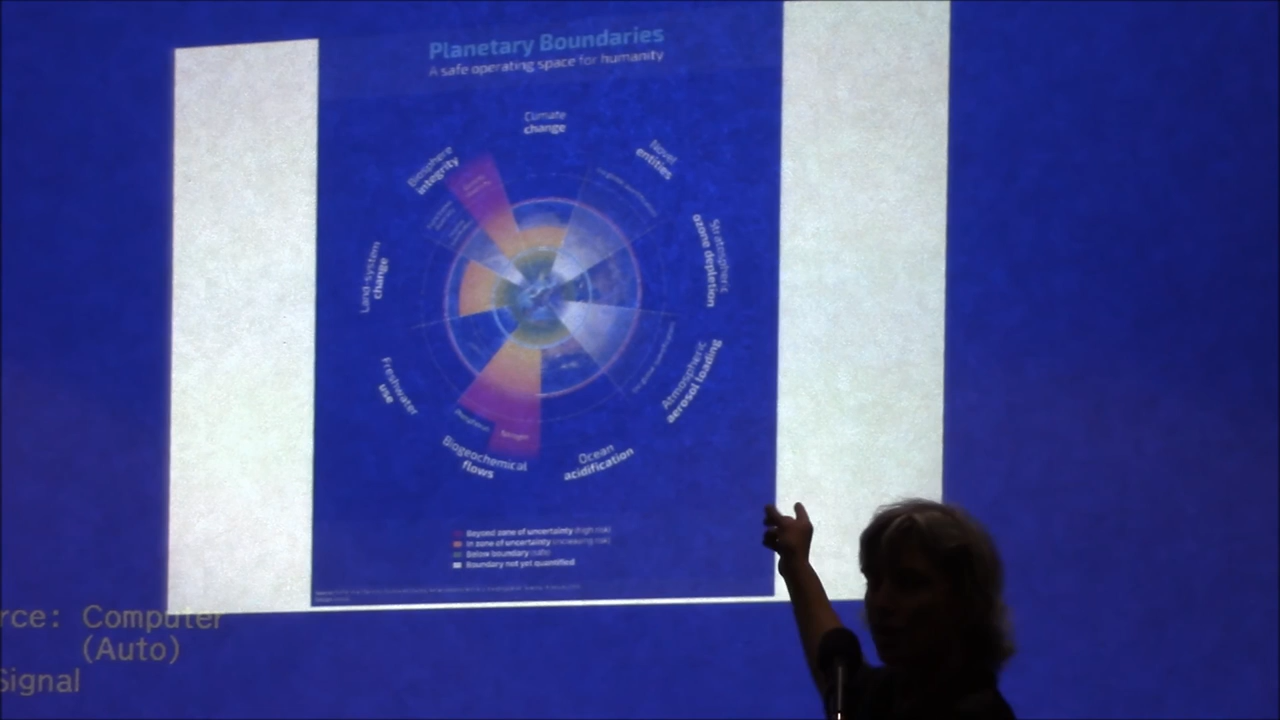 Planetary Boundaries
A safe operating space for humanity
Climate
change
Novel
entities
Stratospheric
ozone depletion
Atmospheric
aerosol loading
Ocean
acidification
Biogeochemical
flows
Freshwater
use
Land-system
change
Biosphere
integrity
Phosphorus
Nitrogen
Beyond zone of uncertainty (high risk)
In zone of uncertainty (increasing risk)
Below boundary (safe)
Boundary not yet quantified
rce: Computer
(Auto)
Signal